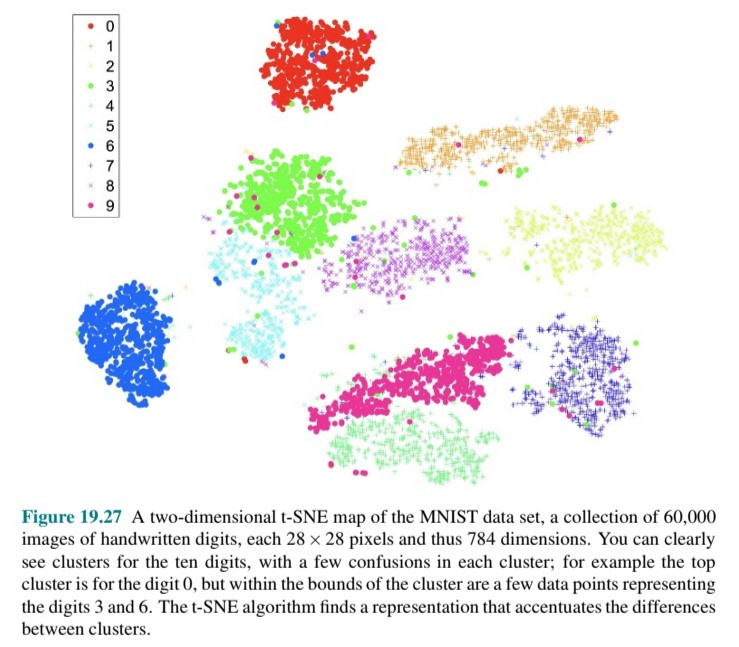 0
1
2
3
4
5
6
7
8
9
Figure 19.27 A two-dimensional t-SNE map of the MNIST data set, a collection of 60,000
images of handwritten digits, each 28 × 28 pixels and thus 784 dimensions. You can clearly
see clusters for the ten digits, with a few confusions in each cluster; for example the top
cluster is for the digit 0, but within the bounds of the cluster are a few data points representing
the digits 3 and 6. The t-SNE algorithm finds a representation that accentuates the differences
between clusters.